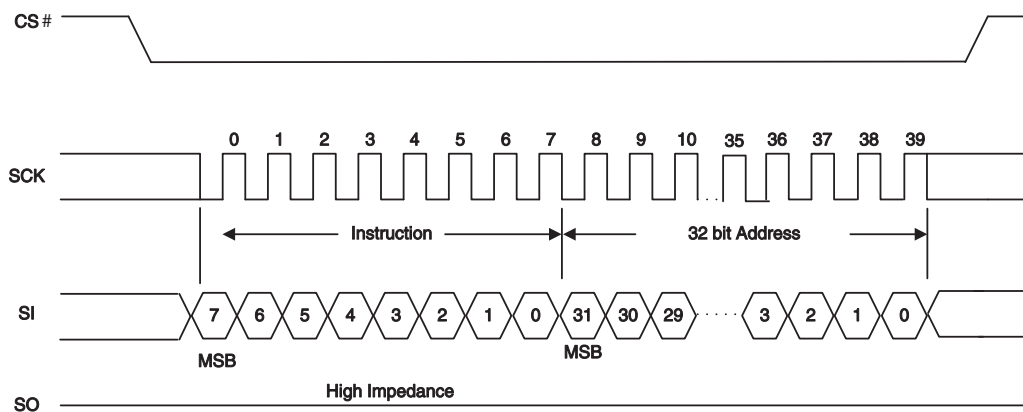 CS#
0 1 2 3 4 5 6 7 8 9 10 35 36 37 38 39
SCK
Instruction 32 bit Address
SI 7 6 5 4 3 2 1 0 31 30 29 3 2 1 0
MSB MSB
High Impedance
SO